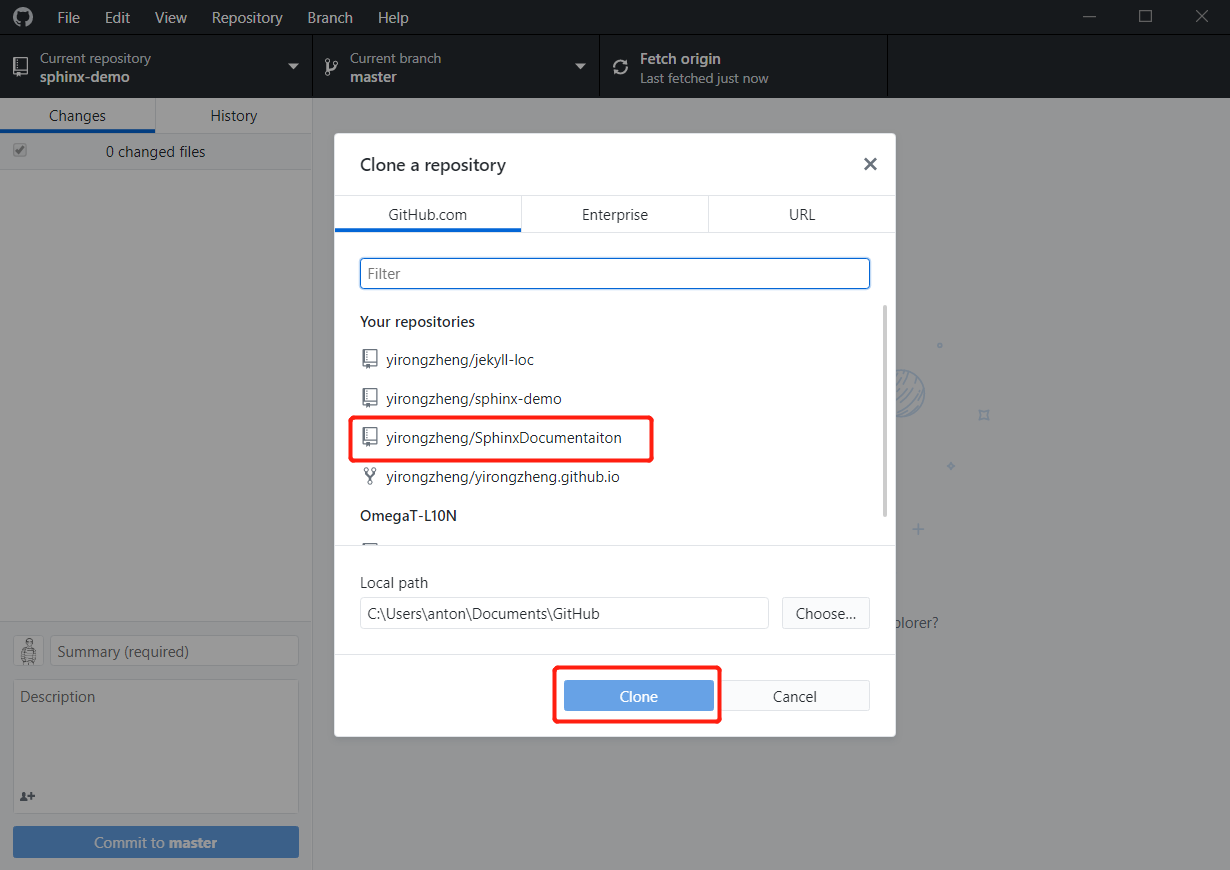 File Edit View Repository Branch Help
Current repository
sphinx-demo
Current branch
master
Fetch origin
Last fetched just now
Changes History
0 changed files
Clone a repository
GitHub.com Enterprise URL
Filter
Your repositories
yirongzheng/jekyll-loc
yirongzheng/sphinx-demo
yirongzheng/SphinxDocumentaiton
yirongzheng/yirongzheng.github.io
OmegaT-L10N
Local path
C:\Users\anton\Documents\GitHub Choose...
plorer?
Clone Cancel
Summary (required)
Description
Commit to master